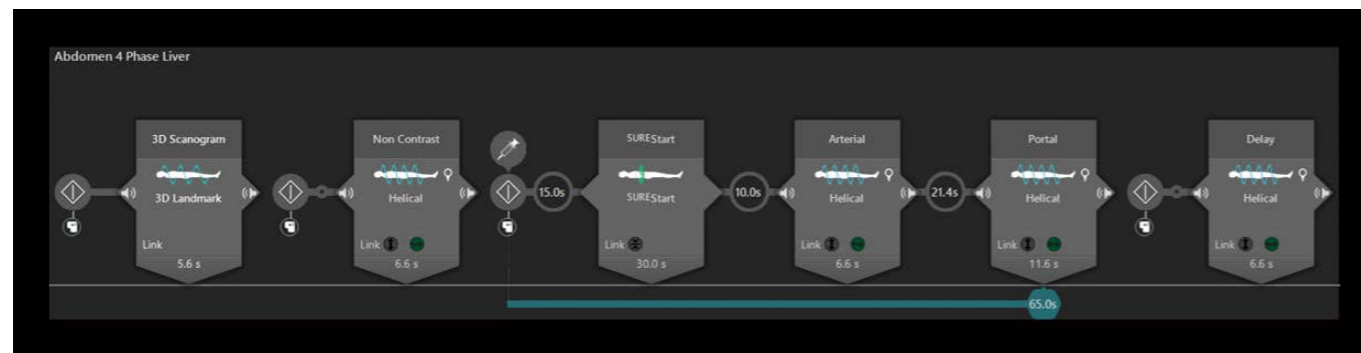 Abdomen 4 Phase Liver
3D Scanogram
3D Landmark
Link
5.6 s
Non Contrast
Helical
Link
6.6 s
15.0s
SUREStart
SUREStart
Link
30.0 s
10.0s
Arterial
Helical
Link
6.6 s
21.4s
Portal
Helical
Link
11.6 s
65.0s
Delay
Helical
Link
6.6 s